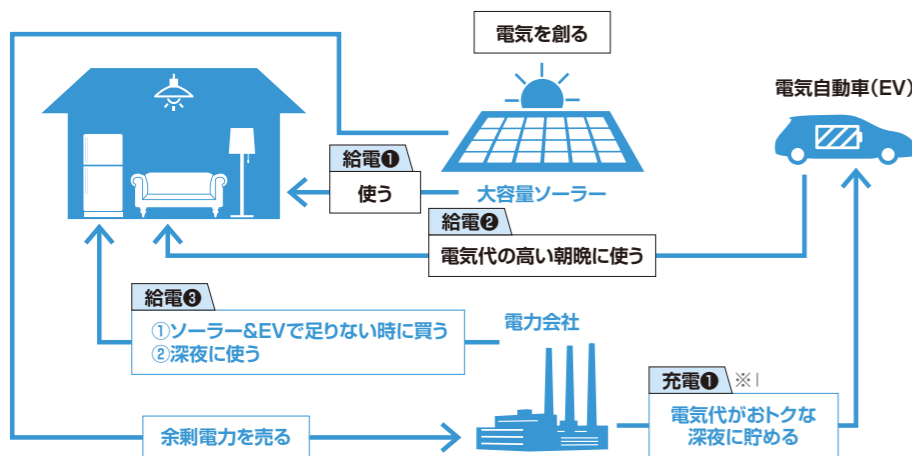 電気を創る
電気自動車(EV)
給電❶
使う
大容量ソーラー
給電❷
電気代の高い朝晩に使う
給電❸
①ソーラー&EVで足りない時に買う
②深夜に使う
電力会社
充電❶ ※1
電気代がおトクな
深夜に貯める
余剰電力を売る